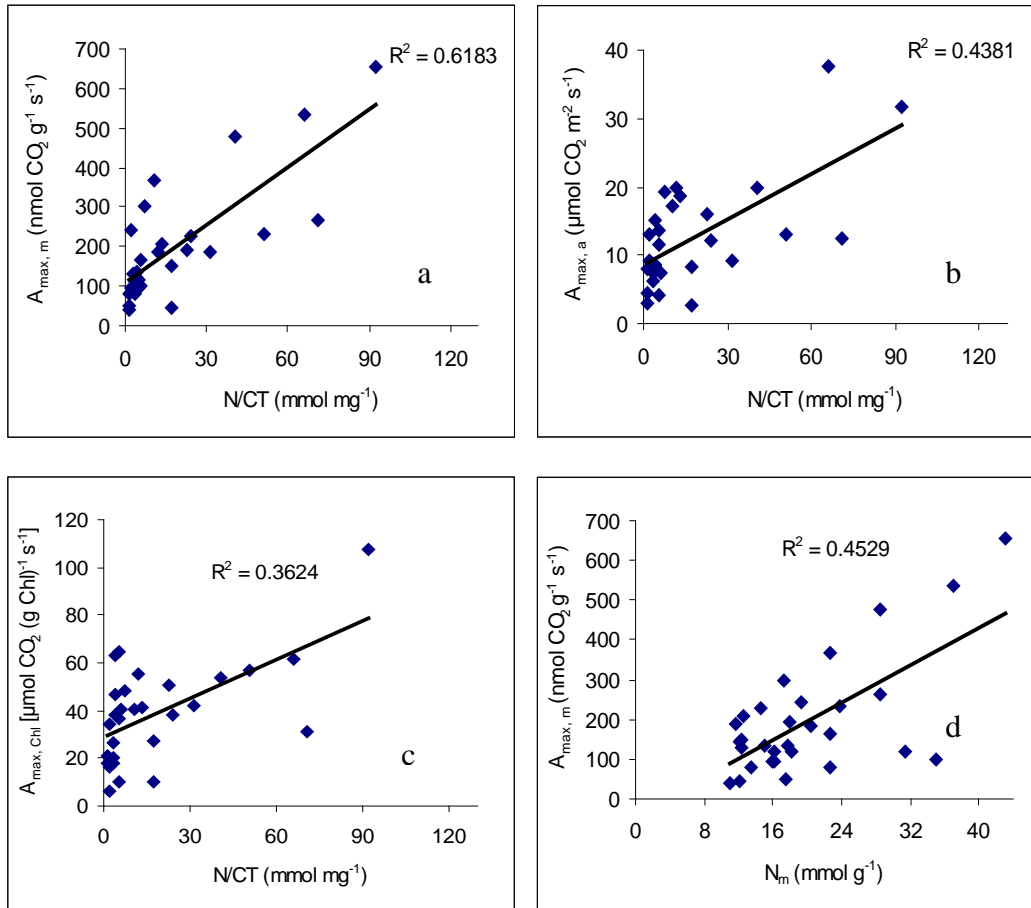 R² = 0.6183
A_max, m (nmol CO₂ g⁻¹ s⁻¹)
700
600
500
400
300
200
100
0
a
0 30 60 90 120
N/CT (mmol mg⁻¹)
R² = 0.4381
A_max, a (µmol CO₂ m⁻² s⁻¹)
40
30
20
10
0
b
0 30 60 90 120
N/CT (mmol mg⁻¹)
R² = 0.3624
A_max, Chl [µmol CO₂ (g Chl)⁻¹ s⁻¹]
120
100
80
60
40
20
0
c
0 30 60 90 120
N/CT (mmol mg⁻¹)
R² = 0.4529
A_max, m (nmol CO₂ g⁻¹ s⁻¹)
700
600
500
400
300
200
100
0
d
0 8 16 24 32 40
N_m (mmol g⁻¹)